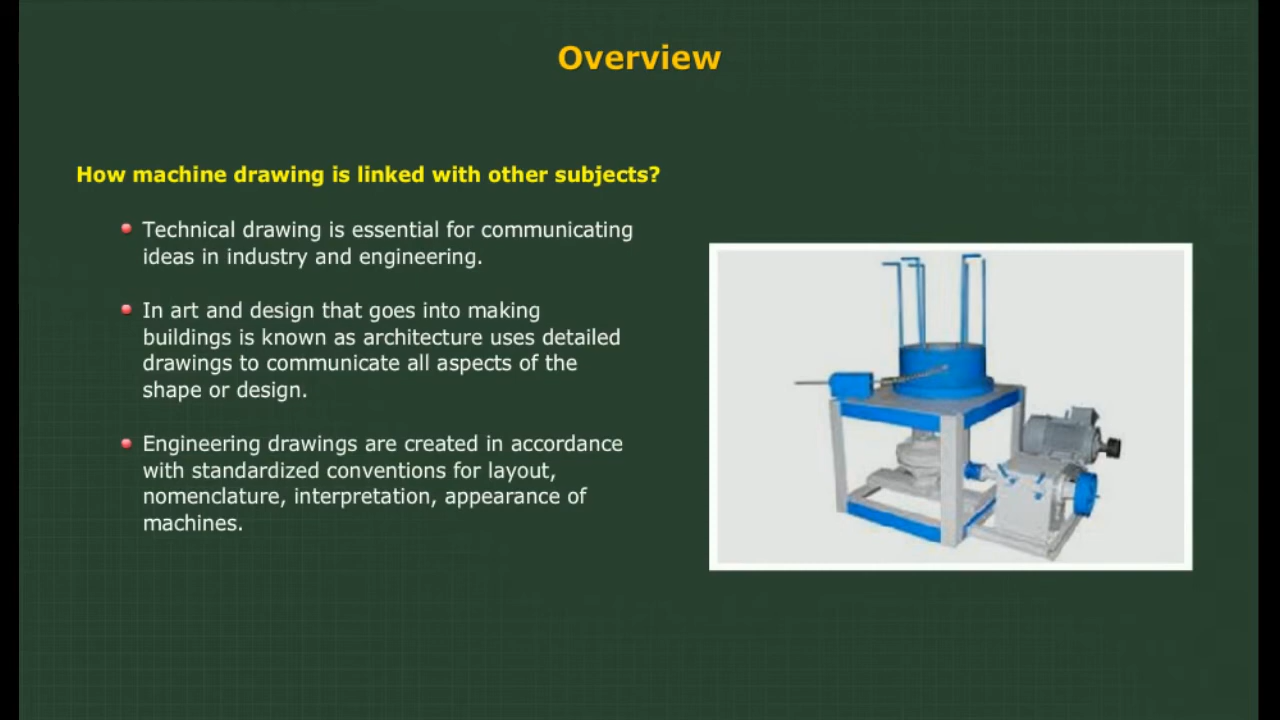 Overview
How machine drawing is linked with other subjects?
Technical drawing is essential for communicating
ideas in industry and engineering.
In art and design that goes into making
buildings is known as architecture uses detailed
drawings to communicate all aspects of the
shape or design.
Engineering drawings are created in accordance
with standardized conventions for layout,
nomenclature, interpretation, appearance of
machines.